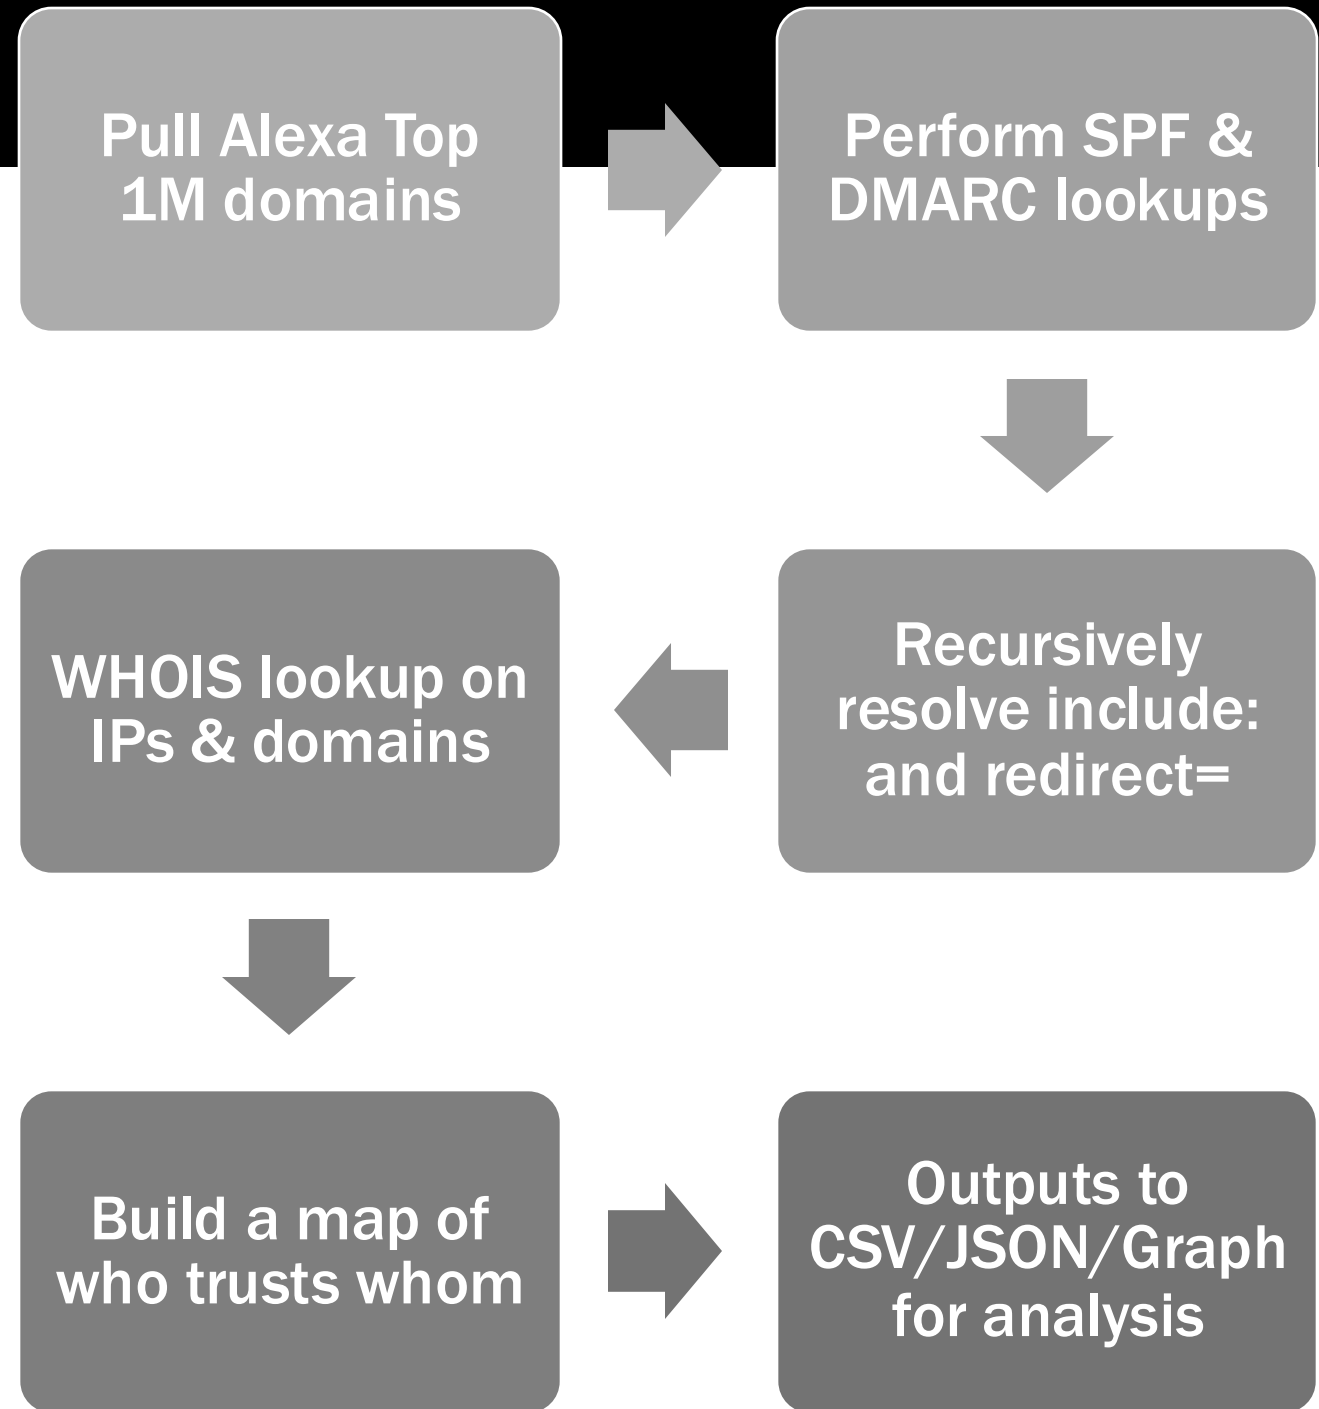 Pull Alexa Top
1M domains
Perform SPF &
DMARC lookups
Recursively
resolve include:
and redirect=
WHOIS lookup on
IPs & domains
Build a map of
who trusts whom
Outputs to
CSV/JSON/Graph
for analysis